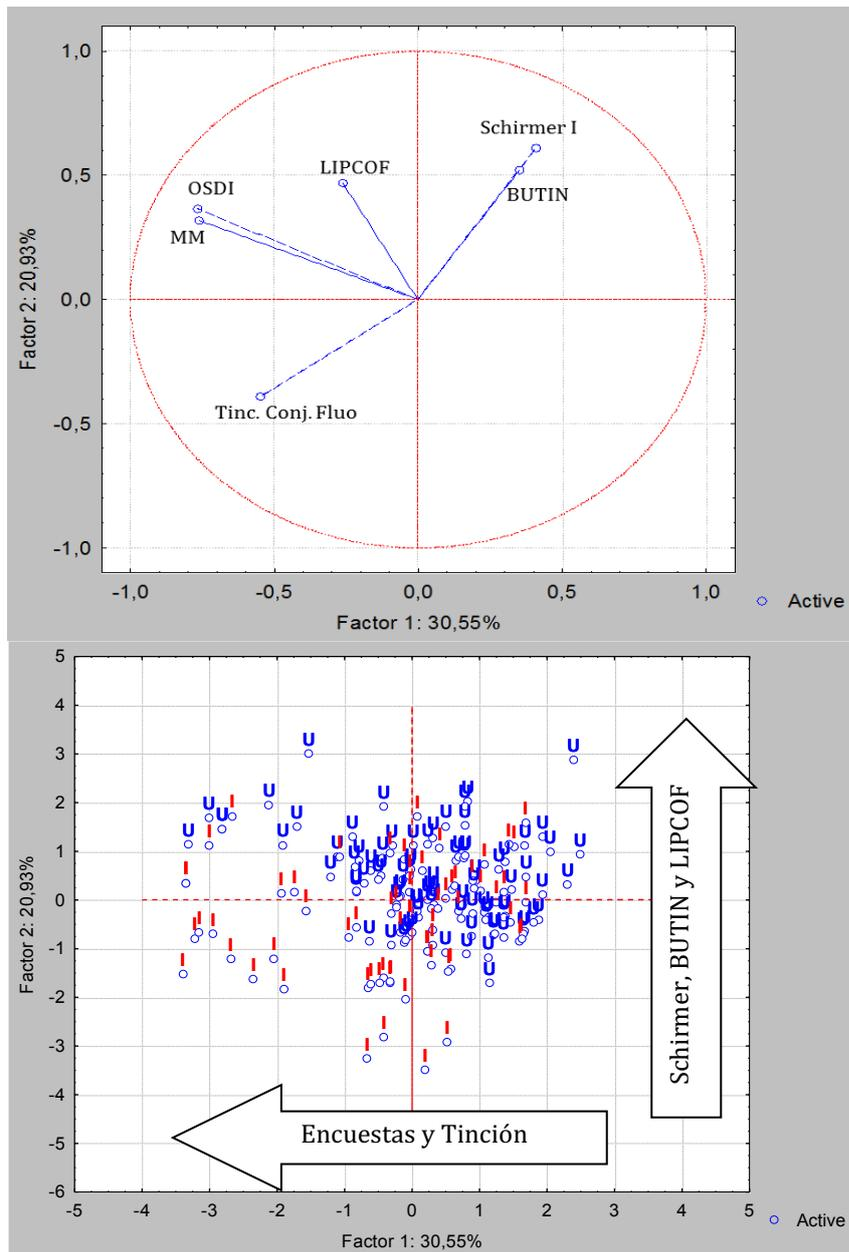 1,0
Schirmer I
LIPCOF
0,5
OSDI
BUTIN
MM
Factor 2: 20,93%
0,0
Tinc. Conj. Fluo
-0,5
-1,0
-1,0 -0,5 0,0 0,5 1,0
Active
Factor 1: 30,55%
5
4
3
2
1
0
-1
-2
-3
-4
-5
-6
Factor 2: 20,93%
U
I
Schirmer, BUTIN y LIPCOF
Encuestas y Tinción
-5 -4 -3 -2 -1 0 1 2 3 4 5
Active
Factor 1: 30,55%